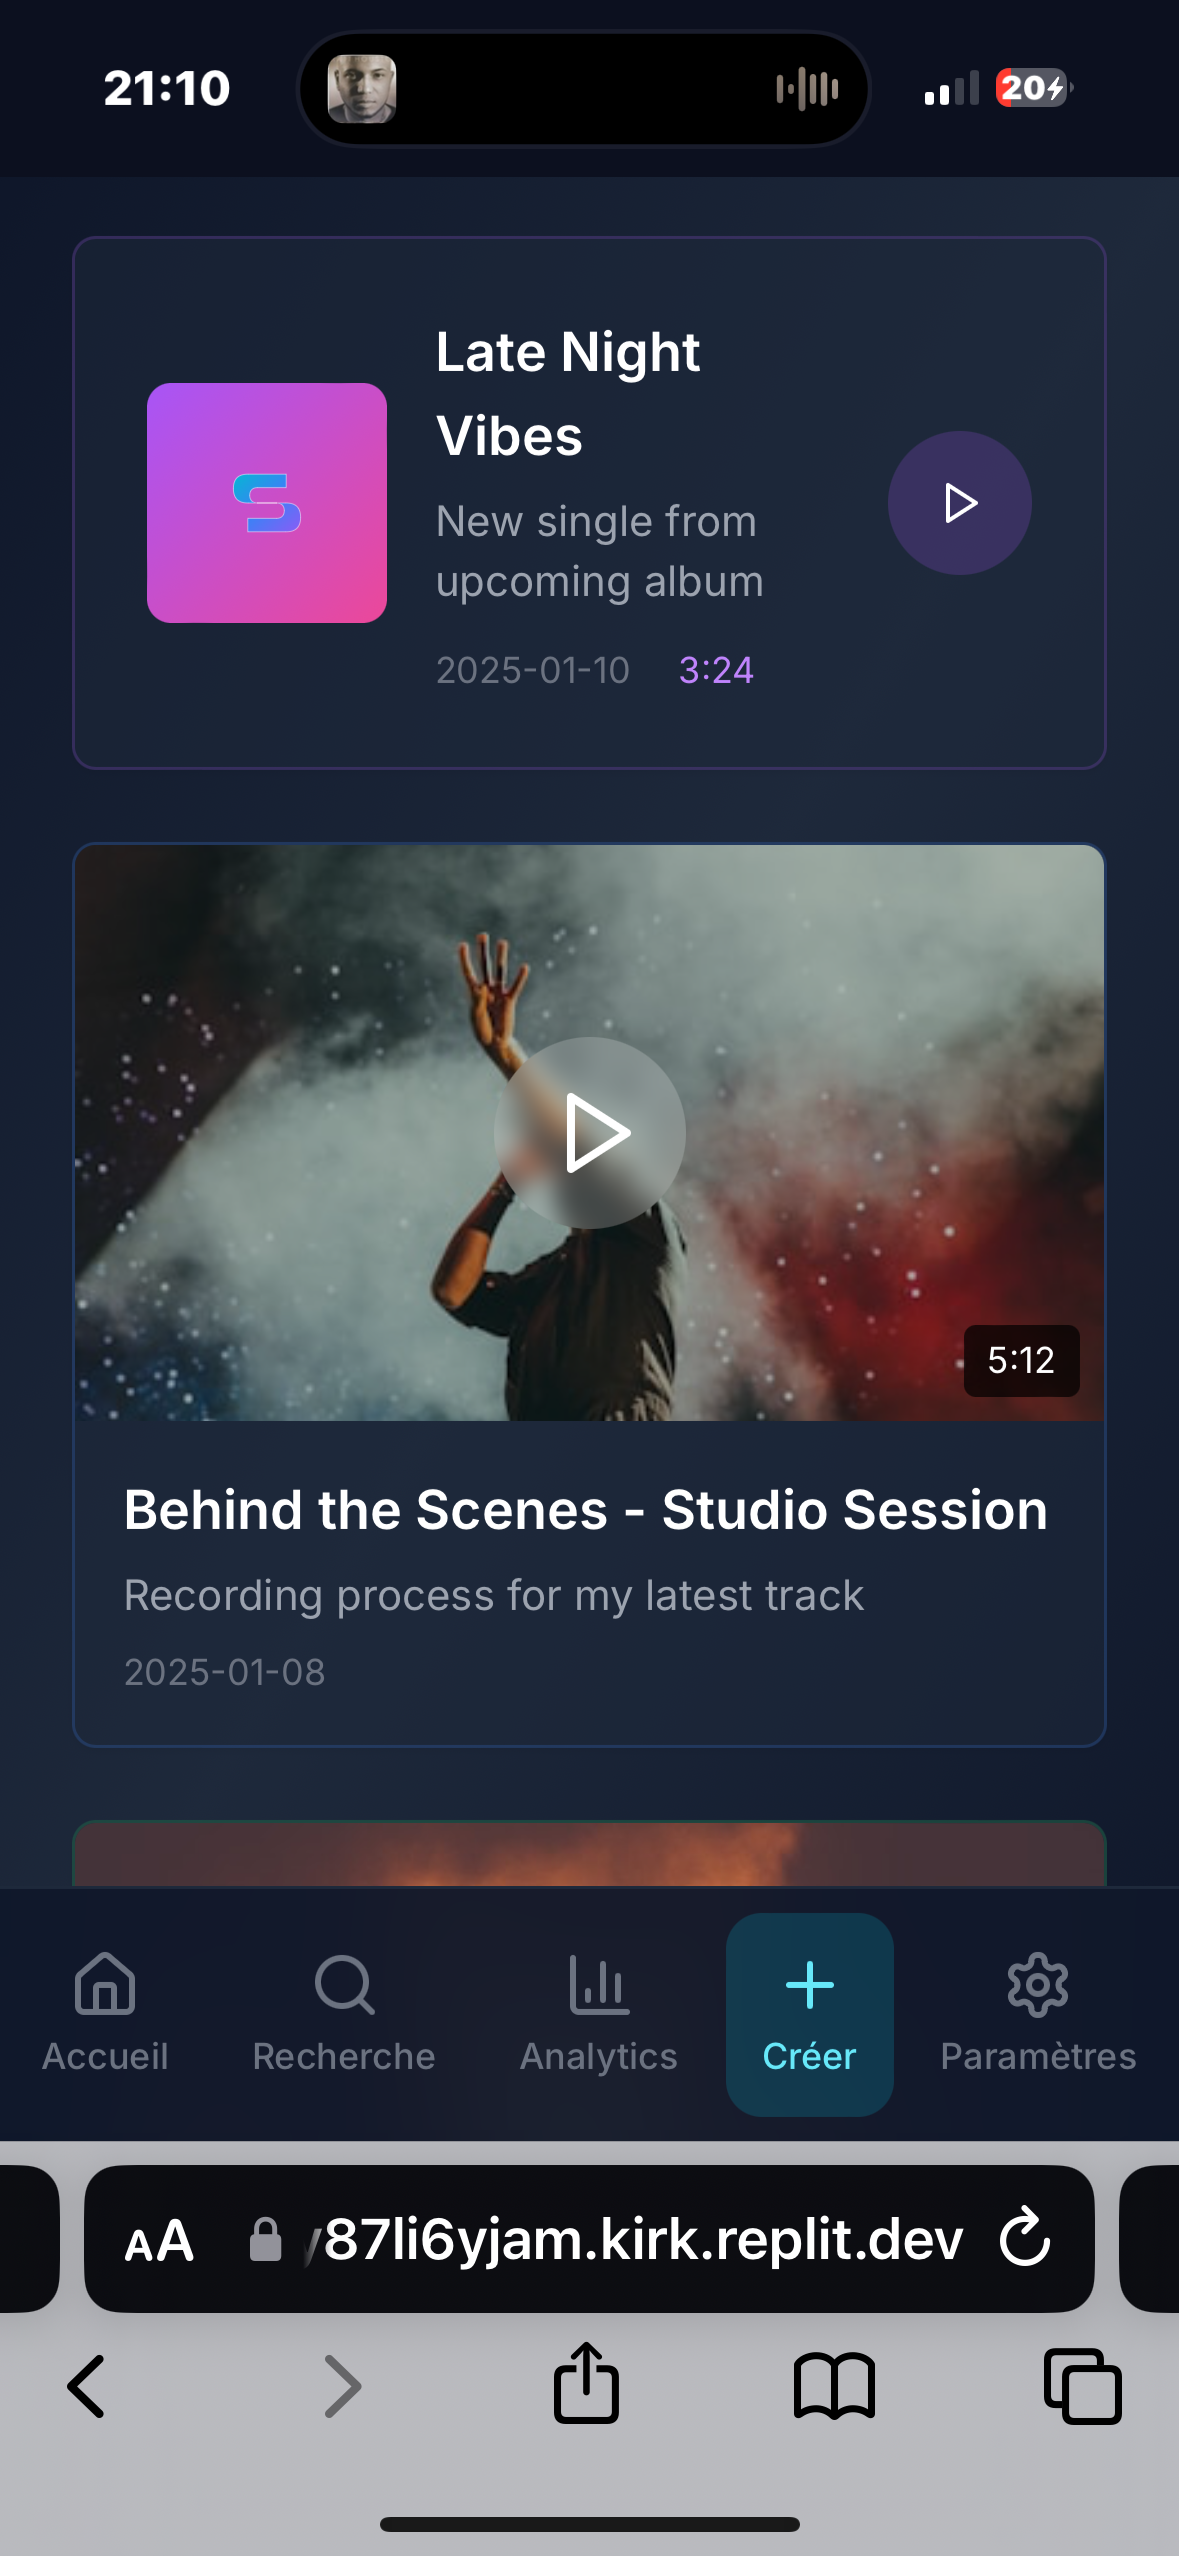 21:10
20
Late Night
Vibes
New single from
upcoming album
2025-01-10 3:24
5:12
Behind the Scenes - Studio Session
Recording process for my latest track
2025-01-08
Accueil Recherche Analytics Créer Paramètres
AA 87li6yjam.kirk.replit.dev